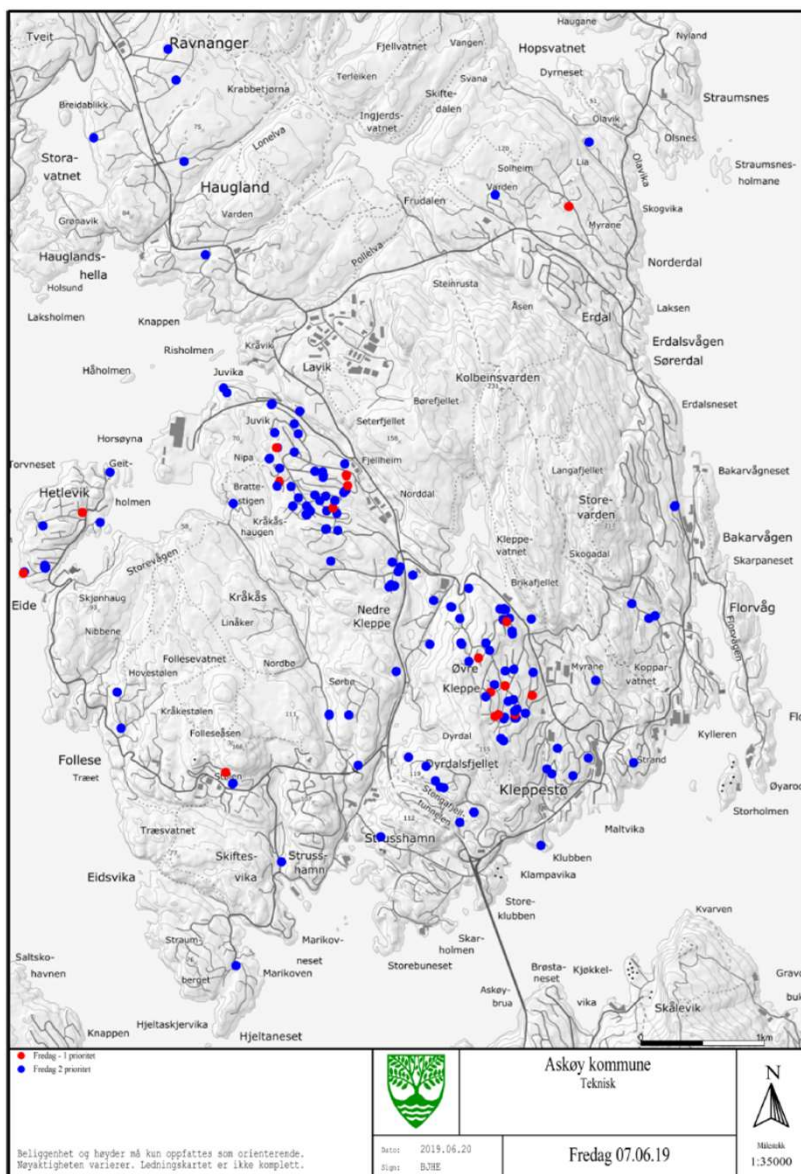 Haugane
Nyland
Tveit
Ravnanger
Fjellvatnet
Vangen
Hopsvatnet
Terleiken
Svana
Dyrneset
Krabbetjørna
Skifte-
dalen
Straumsnes
Breidablikk
Ingjerds-
vatnet
Olavik
Olsnes
Lonelva
Stora-
vatnet
Solheim
Lia
Olavika
Straumsnes-
holmane
Haugland
Varden
Frudalen
Skogvika
Grønavik
Varden
Myrane
Pollelva
Hauglands-
hella
Norderdal
Holsund
Steinrusta
Laksholmen
Knappen
Åsen
Laksen
Erdal
Risholmen
Kråvik
Erdalsvågen
Sørerdal
Håholmen
Juvika
Lavik
Kolbeinsvarden
Børefjellet
Erdalsneset
Juvik
Seterfjellet
Horsøyna
Nipa
Fjellheim
158
Torvneset
Geit-
holmen
Langafjellet
Bakarvågneset
Hetlevik
Bratte-
stigen
Norddal
Store-
varden
Kråkås-
haugen
Kleppe-
vatnet
Bakarvågen
Storevågen
Skogadal
Skarpaneset
Eide
Skjønhaug
Kråkås
Brikafjellet
Nedre
Kleppe
Florvåg
Nibbene
Linåker
Florvågen
Follesevatnet
Nordbø
Øvre
Kleppe
Myrane
Koppar-
vatnet
Hovestølen
Sørbø
Kråkestølen
Follesåsen
Dyrdal
Kylleren
Follese
Træet
Dyrdalsfjellet
Strand
Kleppestø
Øyarod
Storholmen
Stongafjell-
tunnelen
112
Træsvatnet
Strusshamn
Maltvika
Skiftes-
vika
Struss-
hamn
Klubben
Eidsvika
Klampavika
Store-
klubben
Kvarven
Straum-
berget
Marikov-
neset
Skar-
holmen
Saltsko-
havnen
Marikoven
Storebuneset
Brøsta-
neset
Kjøkkel-
vika
Askøy-
brua
Skålevik
Hjeltaskjervika
Knappen
Hjeltaneset
1km
Fredag - 1 prioritet
Fredag 2 prioritet
Askøy kommune
Teknisk
N
Beliggenhet og høyder må kun oppfattes som orienterende.
Nøyaktigheten varierer. Ledningskartet er ikke komplett.
Dato: 2019.06.20
Sign: BJHE
Fredag 07.06.19
Målestokk
1:35000